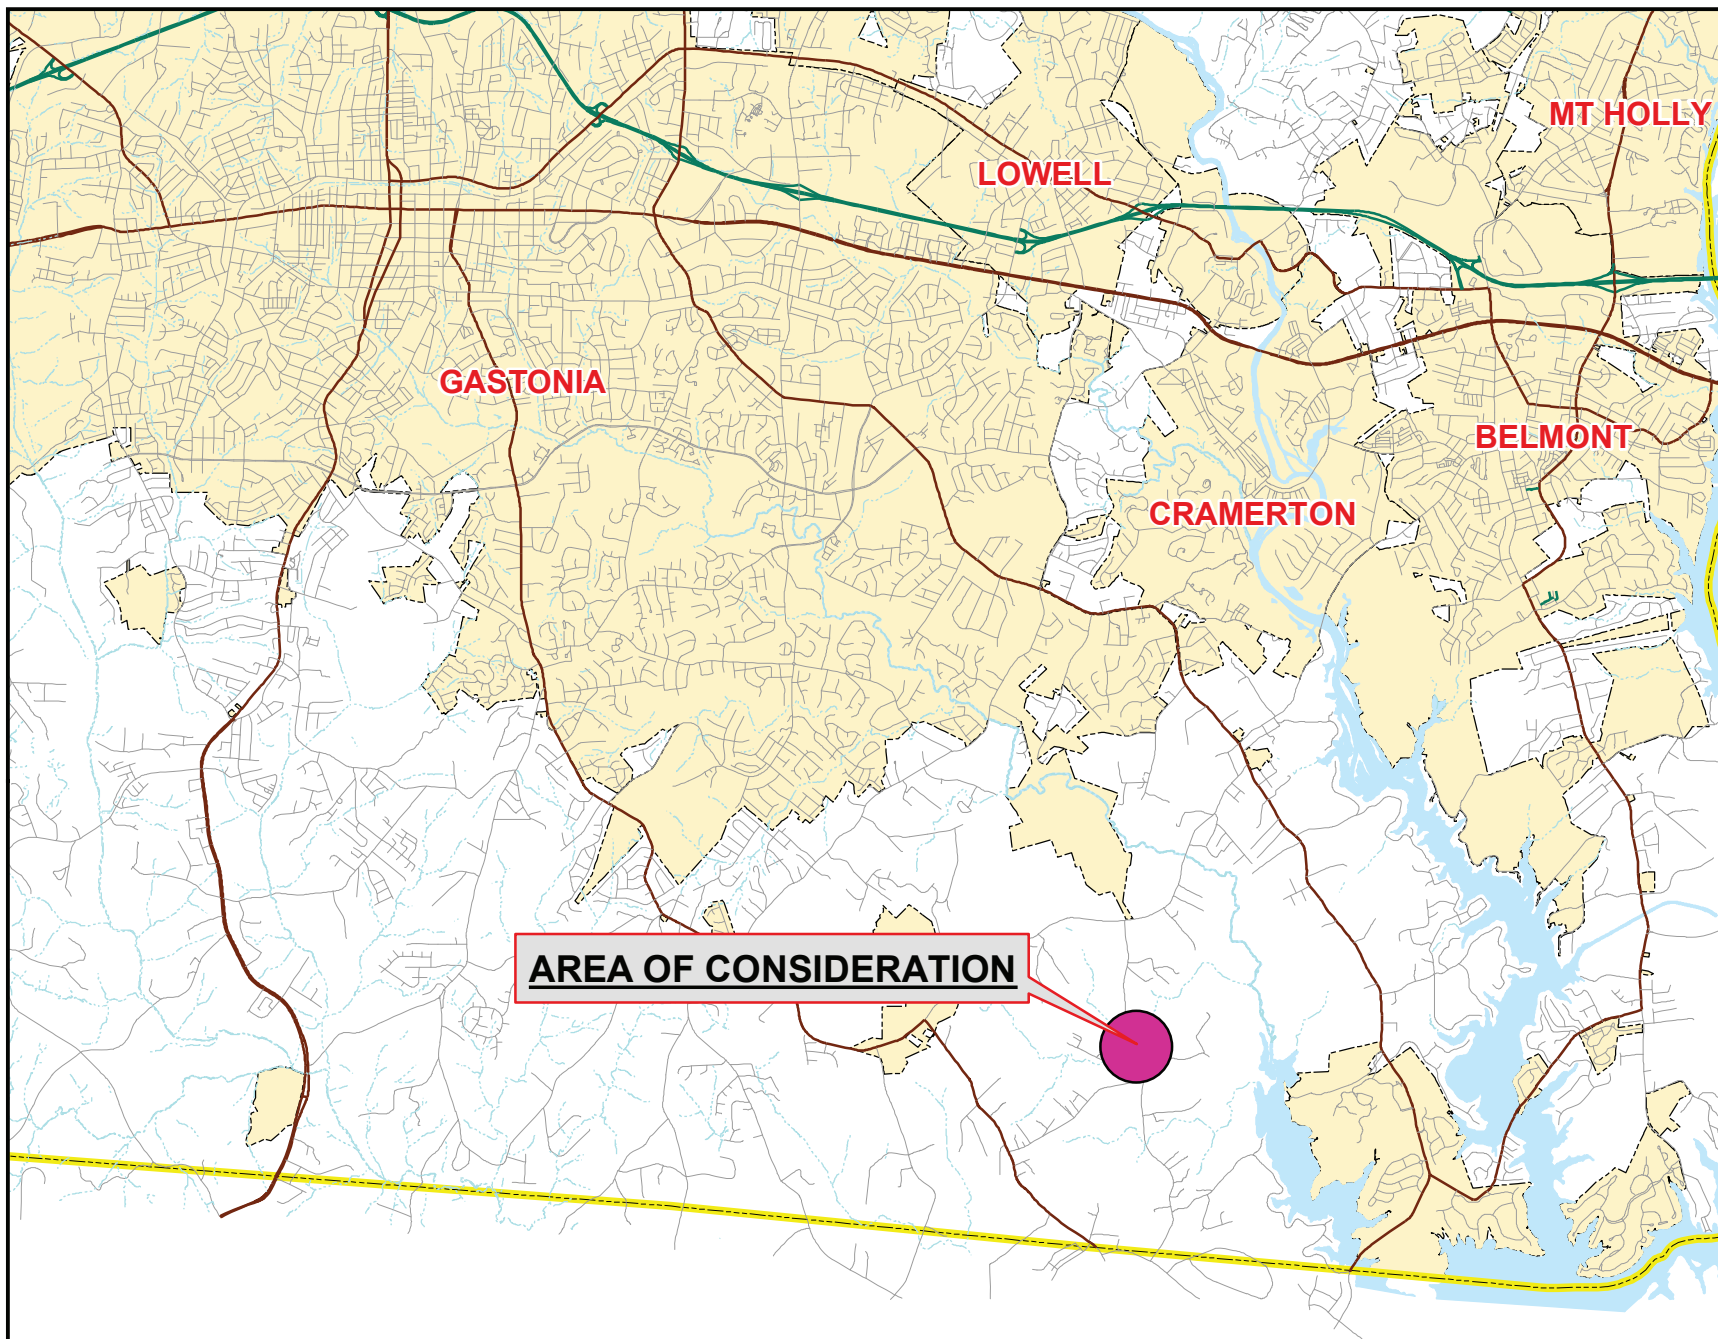 MT HOLLY
LOWELL
GASTONIA
BELMONT
CRAMERTON
AREA OF CONSIDERATION